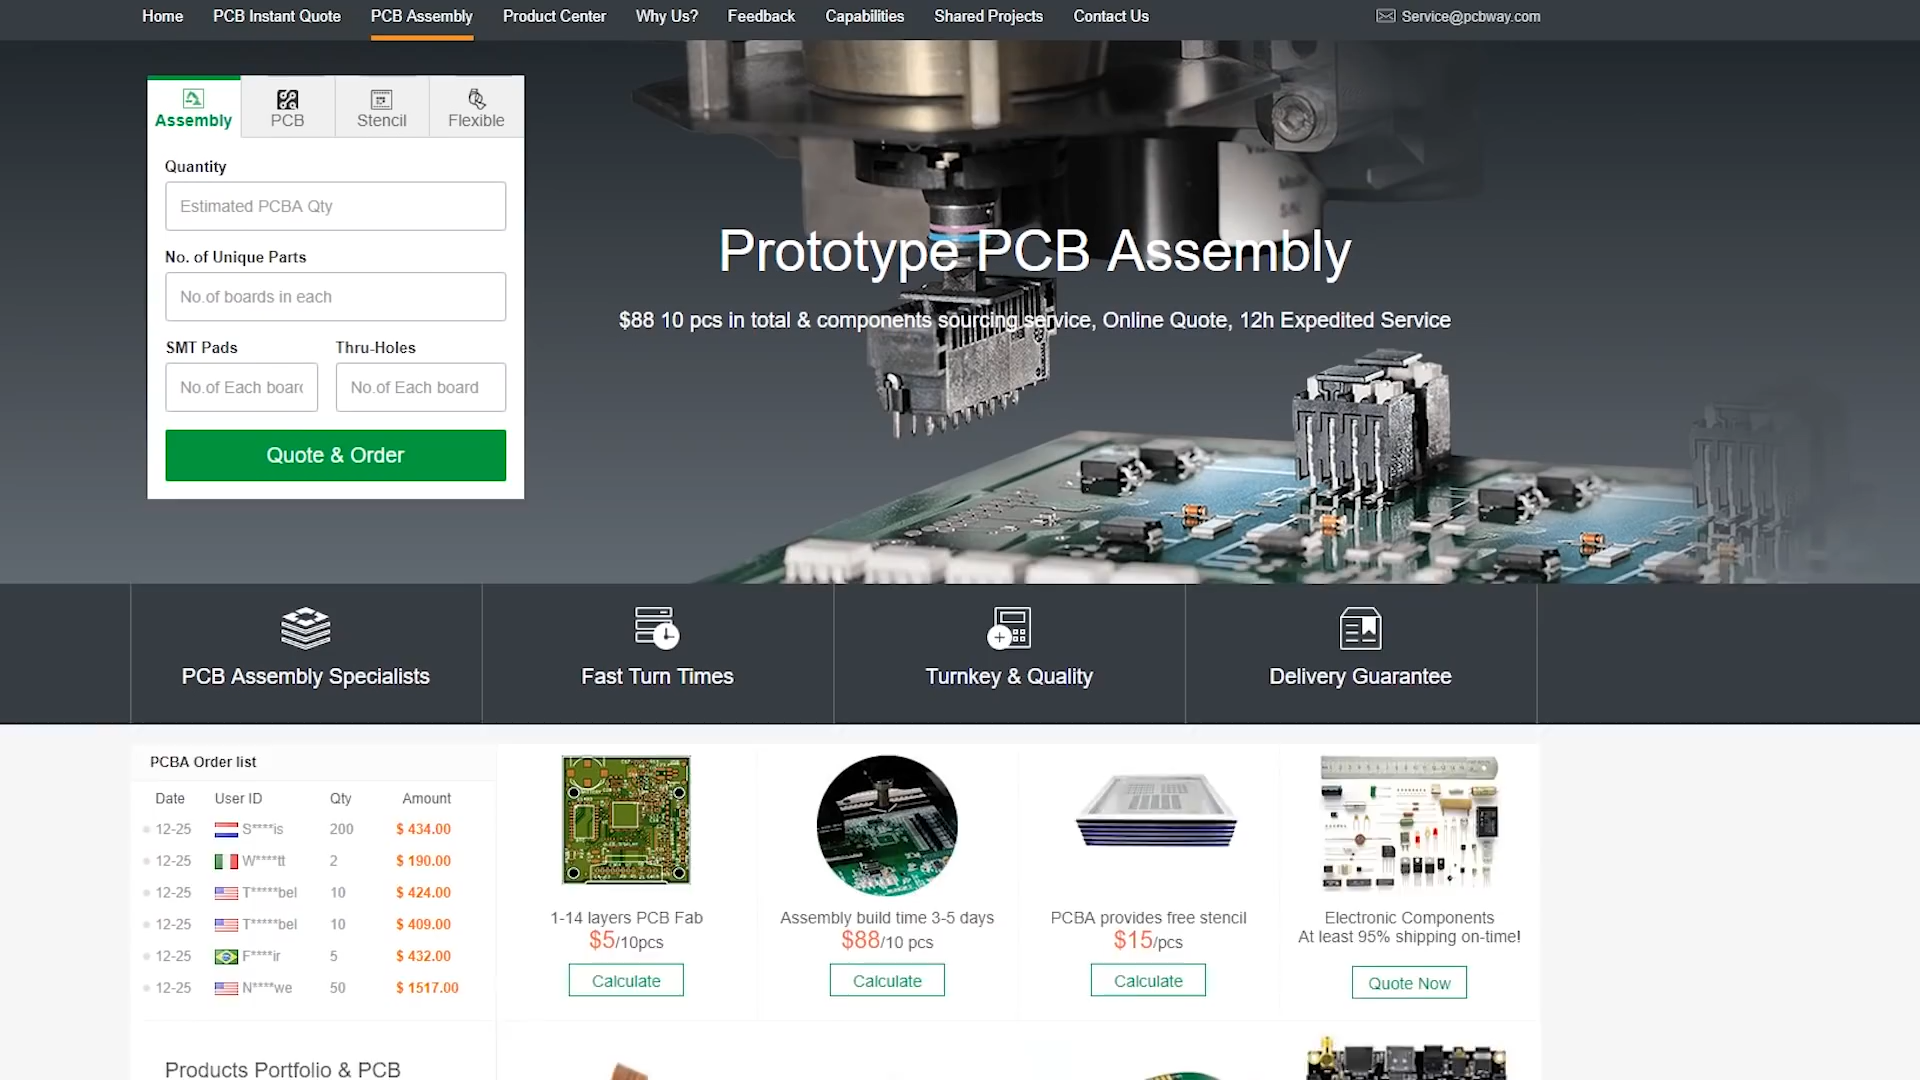 Home PCB Instant Quote PCB Assembly Product Center Why Us? Feedback Capabilities Shared Projects Contact Us Service@pcbway.com
Assembly PCB Stencil Flexible
Quantity
Estimated PCBA Qty
No. of Unique Parts
No.of boards in each
SMT Pads Thru-Holes
No.of Each board No.of Each board
Quote & Order
Prototype PCB Assembly
$88 10 pcs in total & components sourcing service, Online Quote, 12h Expedited Service
PCB Assembly Specialists
Fast Turn Times
Turnkey & Quality
Delivery Guarantee
PCBA Order list
Date User ID Qty Amount
12-25 S****is 200 $ 434.00
12-25 W****tt 2 $ 190.00
12-25 T*****bel 10 $ 424.00
12-25 T*****bel 10 $ 409.00
12-25 F****ir 5 $ 432.00
12-25 N****we 50 $ 1517.00
1-14 layers PCB Fab
$5/10pcs
Calculate
Assembly build time 3-5 days
$88/10 pcs
Calculate
PCBA provides free stencil
$15/pcs
Calculate
Electronic Components
At least 95% shipping on-time!
Quote Now
Products Portfolio & PCB